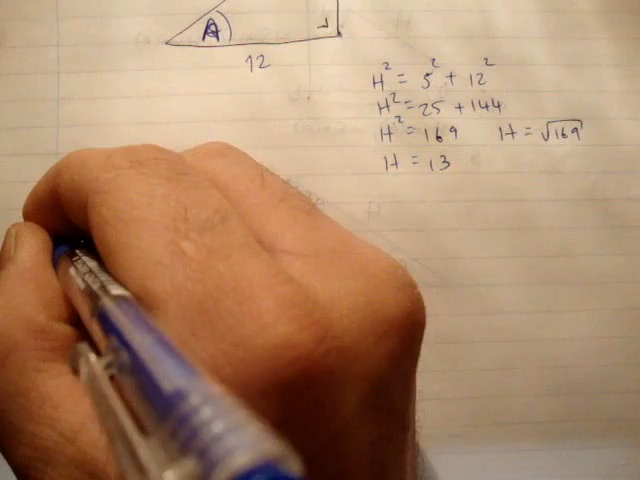 A
12
H² = 5² + 12²
H² = 25 + 144
H² = 169 H = √169
H = 13